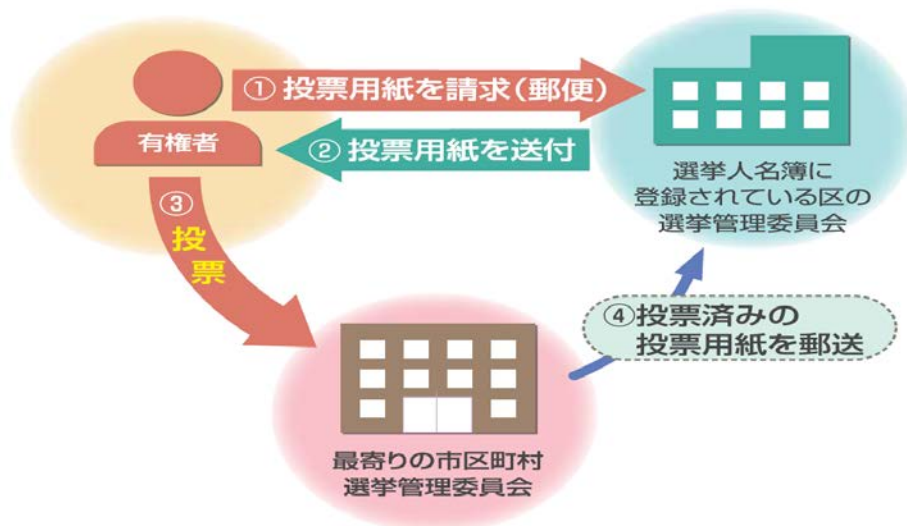 ①投票用紙を請求(郵便)
有権者
②投票用紙を送付
選挙人名簿に
登録されている区の
選挙管理委員会
③
投
票
④投票済みの
投票用紙を郵送
最寄りの市区町村
選挙管理委員会